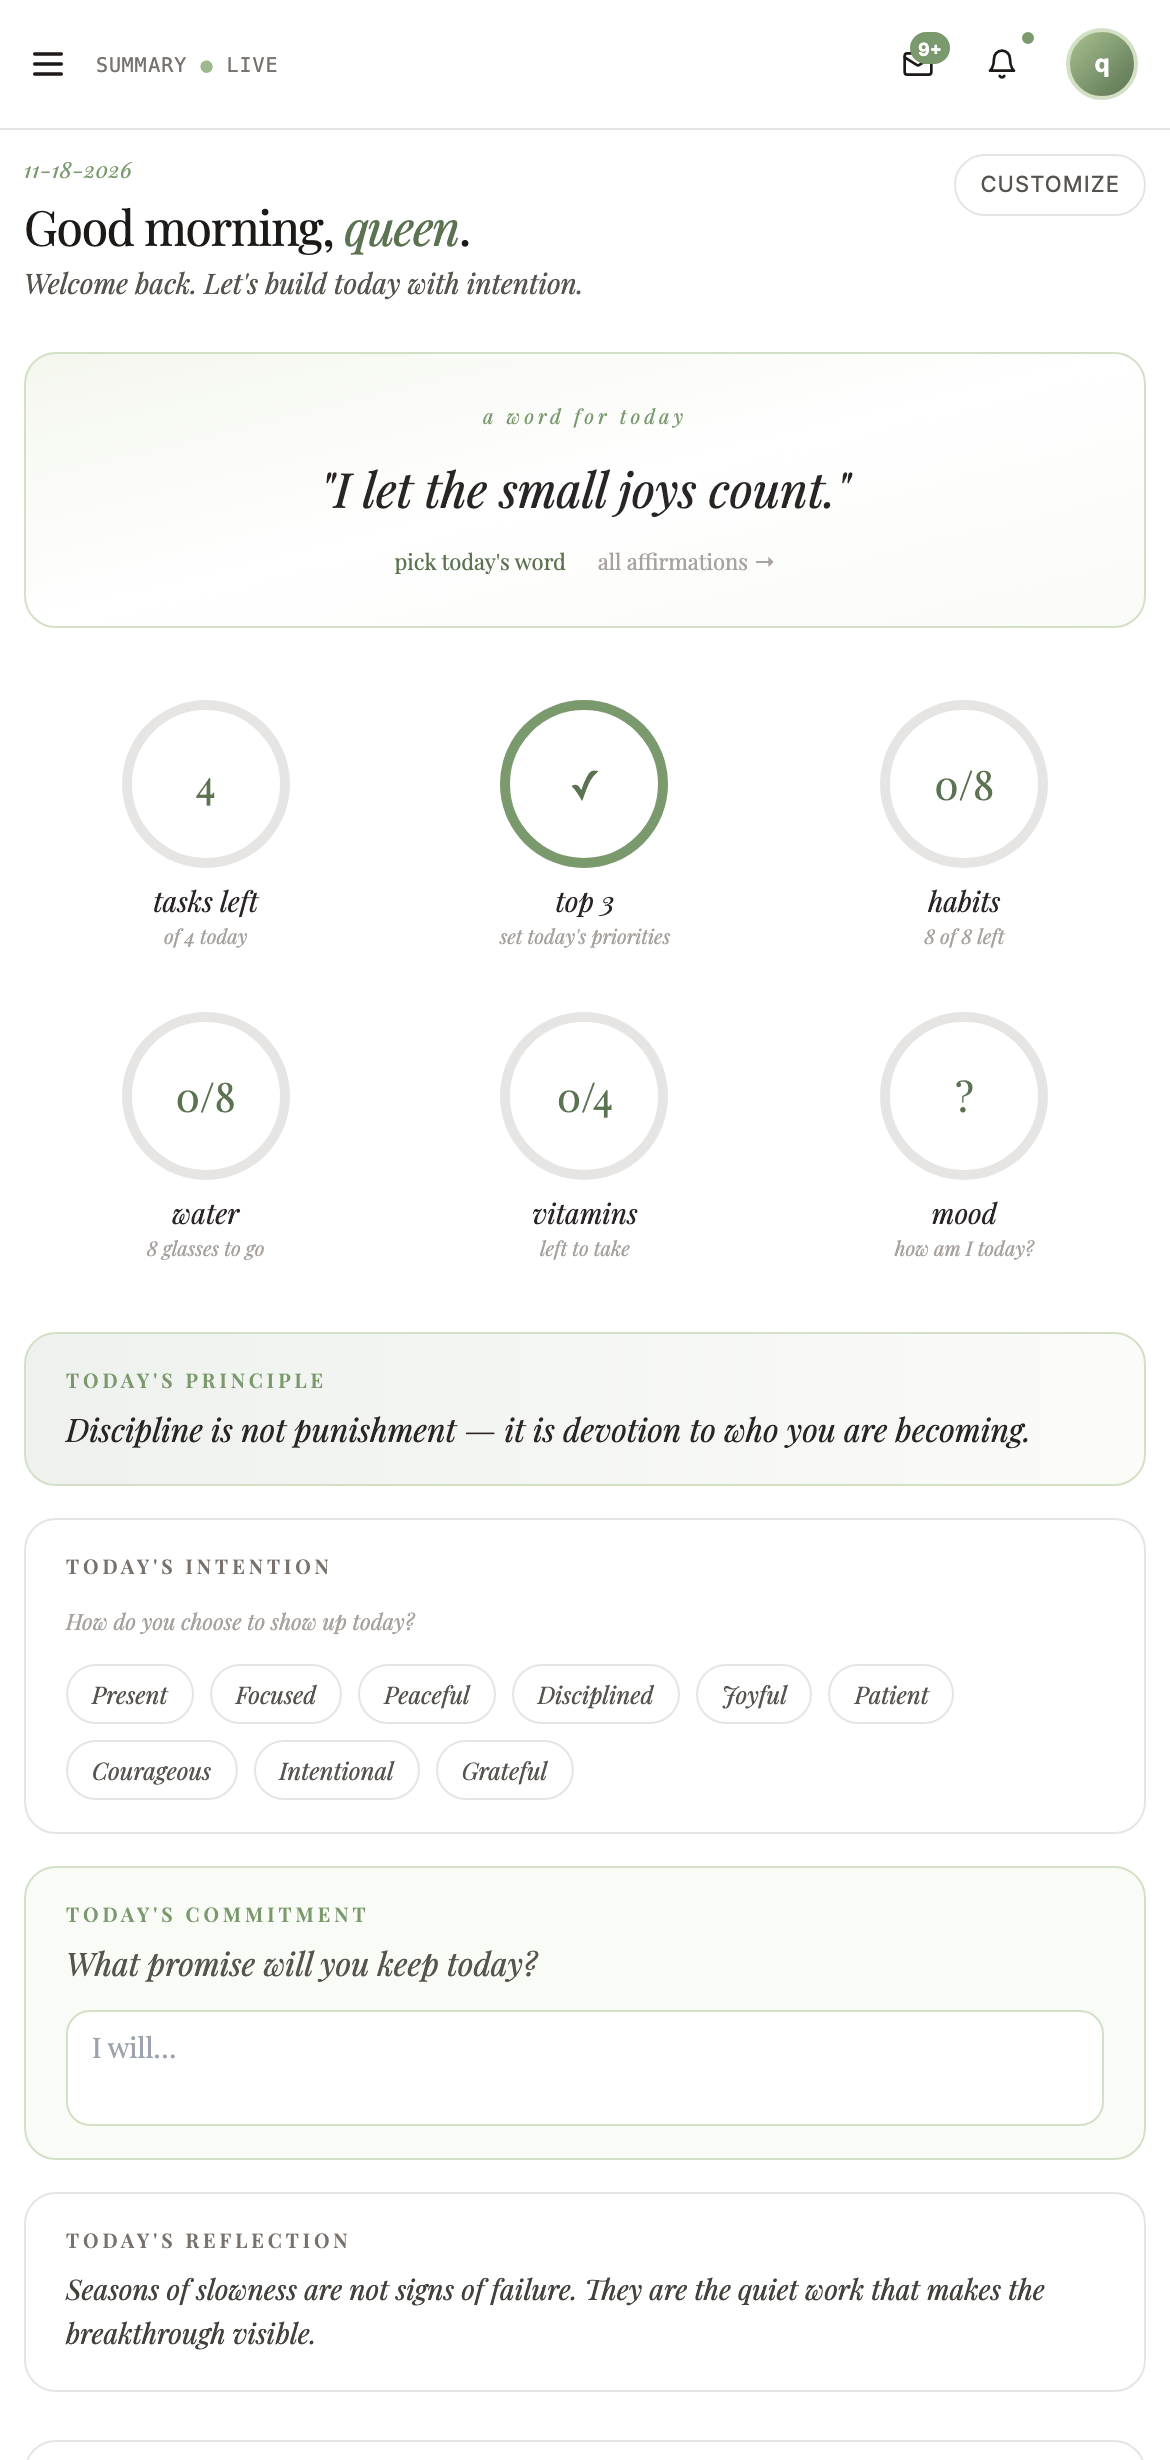 SUMMARY ● LIVE
9+
q
11-18-2026
CUSTOMIZE
Good morning, queen.
Welcome back. Let's build today with intention.
a word for today
"I let the small joys count."
pick today's word all affirmations →
4 ✓ 0/8
tasks left top 3 habits
of 4 today set today's priorities 8 of 8 left
0/8 0/4 ?
water vitamins mood
8 glasses to go left to take how am I today?
TODAY'S PRINCIPLE
Discipline is not punishment — it is devotion to who you are becoming.
TODAY'S INTENTION
How do you choose to show up today?
Present Focused Peaceful Disciplined Joyful Patient
Courageous Intentional Grateful
TODAY'S COMMITMENT
What promise will you keep today?
I will...
TODAY'S REFLECTION
Seasons of slowness are not signs of failure. They are the quiet work that makes the
breakthrough visible.